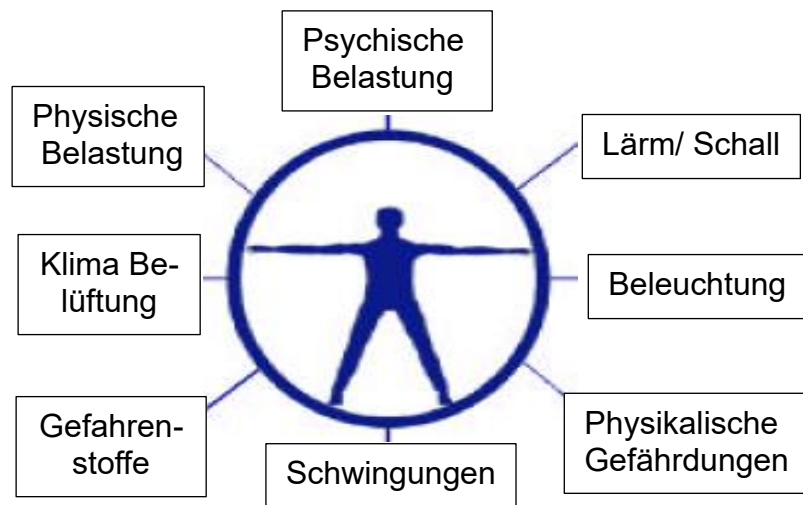 Psychische
Belastung
Physische
Belastung
Lärm/ Schall
Klima Be-
lüftung
Beleuchtung
Gefahren-
stoffe
Physikalische
Gefährdungen
Schwingungen